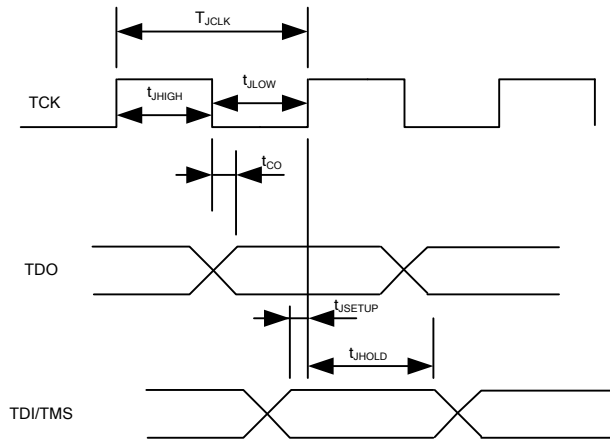 TJCLK
TCK
tJHIGH
tJLOW
tCO
TDO
tJSETUP
tJHOLD
TDI/TMS